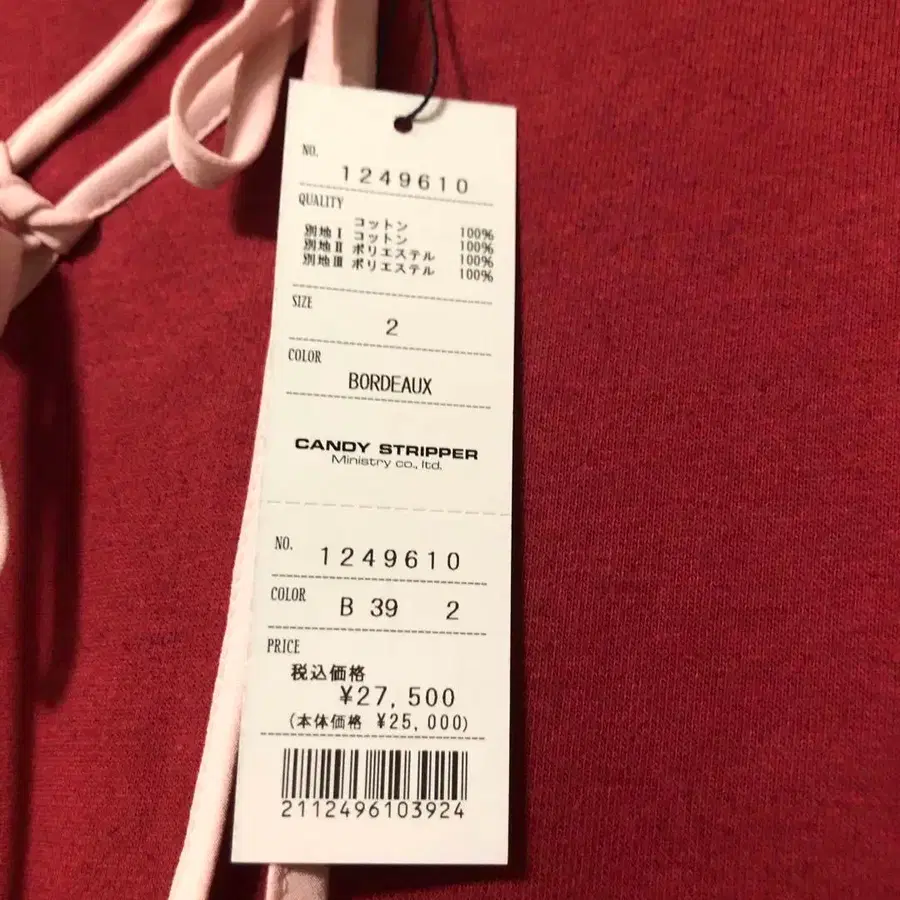 NO.
1249610
QUALITY
コットン 100%
別地Ⅰ コットン 100%
別地Ⅱ ポリエステル 100%
別地Ⅲ ポリエステル 100%
SIZE
2
COLOR
BORDEAUX
CANDY STRIPPER
Ministry co., ltd.
NO.
1249610
COLOR
B 39 2
PRICE
税込価格
¥27,500
(本体価格 ¥25,000)
2112496103924